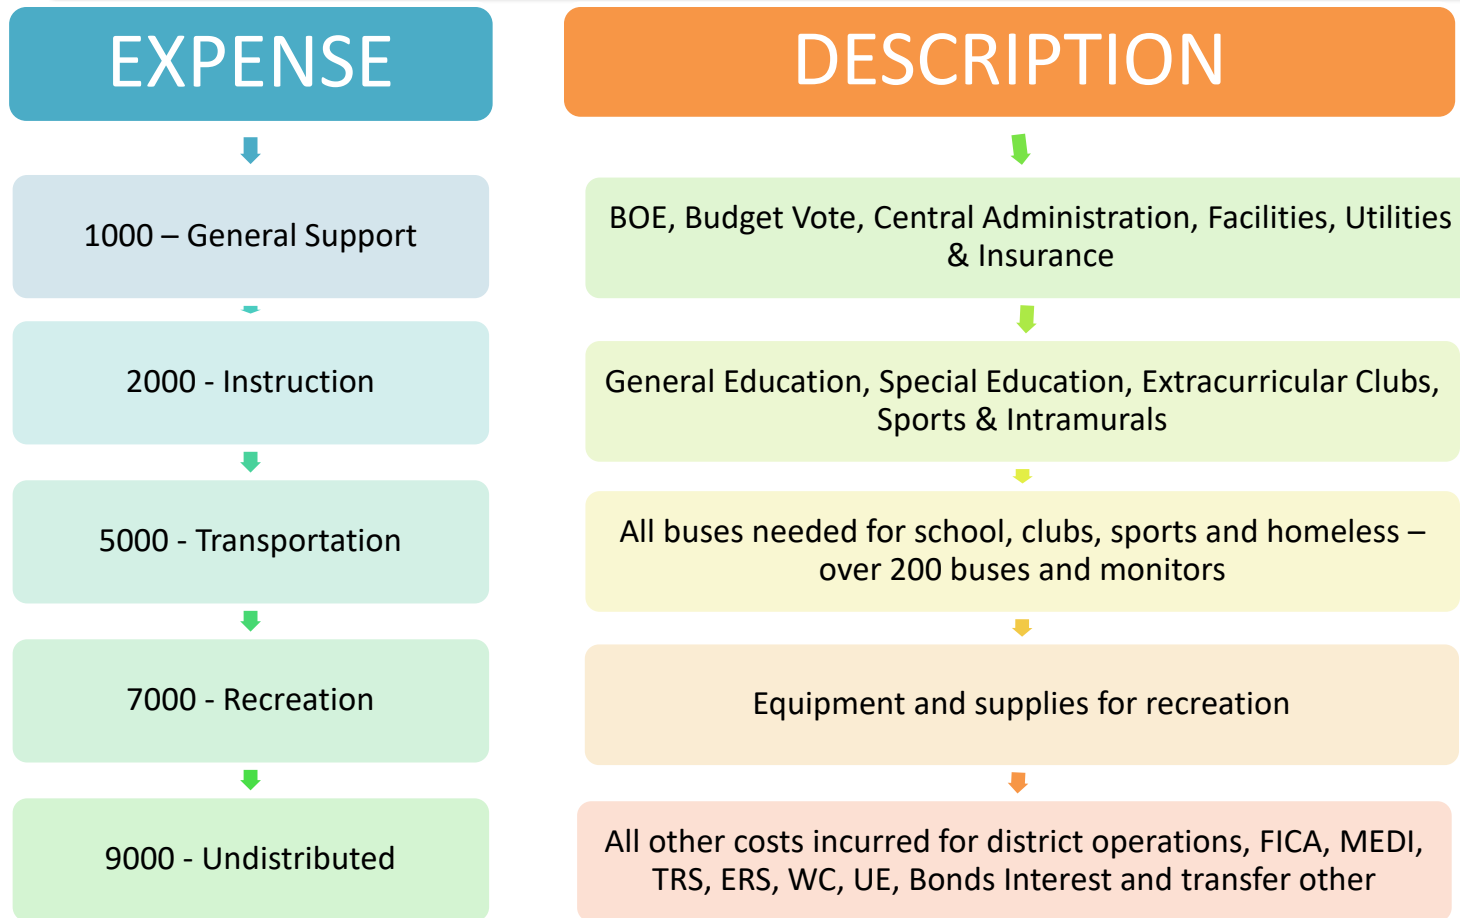 EXPENSE
DESCRIPTION
1000 – General Support
BOE, Budget Vote, Central Administration, Facilities, Utilities
& Insurance
2000 - Instruction
General Education, Special Education, Extracurricular Clubs,
Sports & Intramurals
5000 - Transportation
All buses needed for school, clubs, sports and homeless –
over 200 buses and monitors
7000 - Recreation
Equipment and supplies for recreation
9000 - Undistributed
All other costs incurred for district operations, FICA, MEDI,
TRS, ERS, WC, UE, Bonds Interest and transfer other